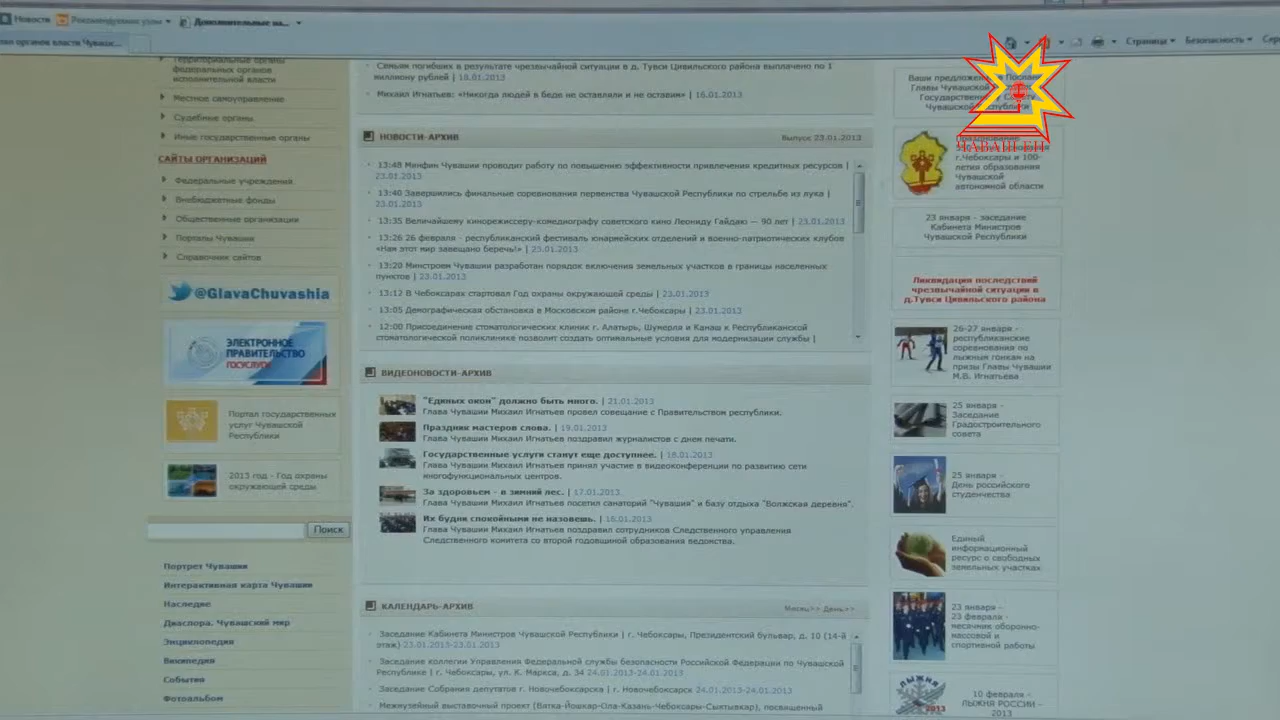 Новости
Рекомендуемые узлы
Дополнительные на...
тал органов власти Чувашс...
Страница
Безопасность
Территориальные органы
федеральных органов
исполнительной власти
Местное самоуправление
Судебные органы
Иные государственные органы
САЙТЫ ОРГАНИЗАЦИЙ
Федеральные учреждения
Внебюджетные фонды
Общественные организации
Порталы Чувашии
Справочник сайтов
@GlavaChuvashia
ЭЛЕКТРОННОЕ
ПРАВИТЕЛЬСТВО
ГОСУСЛУГИ
Портал государственных
услуг Чувашской
Республики
2013 год - Год охраны
окружающей среды
Поиск
Портрет Чувашии
Интерактивная карта Чувашии
Наследие
Диаспора. Чувашский мир
Энциклопедия
Википедия
События
Фотоальбом
Семьям погибших в результате чрезвычайной ситуации в д. Тувси Цивильского района выплачено по 1
миллиону рублей | 18.01.2013
Михаил Игнатьев: «Никогда людей в беде не оставляли и не оставим» | 16.01.2013
НОВОСТИ-АРХИВ
Выпуск 23.01.2013
13:48 Минфин Чувашии проводит работу по повышению эффективности привлечения кредитных ресурсов |
23.01.2013
13:40 Завершились финальные соревнования первенства Чувашской Республики по стрельбе из лука |
23.01.2013
13:35 Величайшему кинорежиссеру-комедиографу советского кино Леониду Гайдаю — 90 лет | 23.01.2013
13:26 26 февраля - республиканский фестиваль юнармейских отделений и военно-патриотических клубов
«Нам этот мир завещано беречь!» | 23.01.2013
13:20 Минстроем Чувашии разработан порядок включения земельных участков в границы населенных
пунктов | 23.01.2013
13:12 В Чебоксарах стартовал Год охраны окружающей среды | 23.01.2013
13:05 Демографическая обстановка в Московском районе г.Чебоксары | 23.01.2013
12:00 Присоединение стоматологических клиник г. Алатырь, Шумерля и Канаш к Республиканской
стоматологической поликлинике позволит создать оптимальные условия для модернизации службы |
ВИДЕОНОВОСТИ-АРХИВ
"Единых окон" должно быть много. | 21.01.2013
Глава Чувашии Михаил Игнатьев провел совещание с Правительством республики.
Праздник мастеров слова. | 19.01.2013
Глава Чувашии Михаил Игнатьев поздравил журналистов с днем печати.
Государственные услуги станут еще доступнее. | 18.01.2013
Глава Чувашии Михаил Игнатьев принял участие в видеоконференции по развитию сети
многофункциональных центров.
За здоровьем - в зимний лес. | 17.01.2013
Глава Чувашии Михаил Игнатьев посетил санаторий "Чувашия" и базу отдыха "Волжская деревно".
Их будни спокойными не назовешь. | 16.01.2013
Глава Чувашии Михаил Игнатьев поздравил сотрудников Следственного управления
Следственного комитета со второй годовщиной образования ведомства.
КАЛЕНДАРЬ-АРХИВ
Месяц>> День>>
Заседание Кабинета Министров Чувашской Республики | г. Чебоксары, Президентский бульвар, д. 10 (14-й
этаж) 23.01.2013-23.01.2013
Заседание коллегии Управления Федеральной службы безопасности Российской Федерации по Чувашской
Республике | г. Чебоксары, ул. К. Маркса, д. 34 24.01.2013-24.01.2013
Заседание Собрания депутатов г. Новочебоксарска | г. Новочебоксарск 24.01.2013-24.01.2013
Межмузейный выставочный проект (Вятка-Йошкар-Ола-Казань-Чебоксары-Сыктывкар), посвященный
Ваши предложения
Главы Чувашской
Государственному Совету
Чувашской Республики
ЧӐВАШ ЕН
г.Чебоксары и 100-
летия образования
Чувашской
автономной области
23 января - заседание
Кабинета Министров
Чувашской Республики
Ликвидация последствий
чрезвычайной ситуации в
д.Тувси Цивильского района
26-27 января -
республиканские
соревнования по
лыжным гонкам на
призы Главы Чувашии
М.В. Игнатьева
25 января -
Заседание
Градостроительного
совета
25 января -
День российского
студенчества
Единый
информационный
ресурс о свободных
земельных участках
23 января -
23 февраля -
месячник оборонно-
массовой и
спортивной работы
ЛЫЖНЯ
2013
10 февраля -
ЛЫЖНЯ РОССИИ -
2013